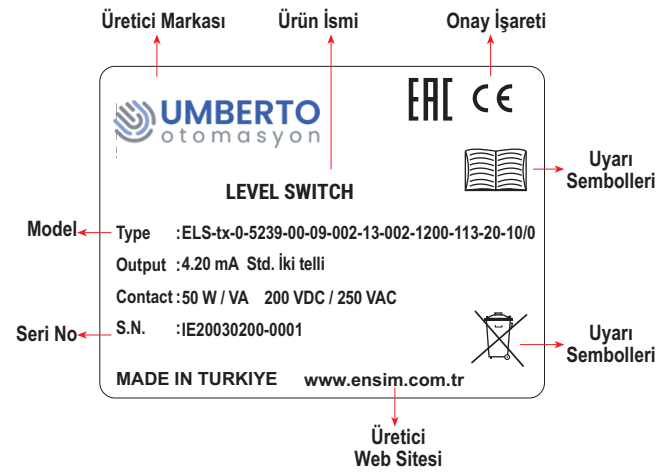 Üretici Markası Ürün İsmi Onay İşareti
UMBERTO
otomasyon
EAC CE
Uyarı
Sembolleri
LEVEL SWITCH
Model Type :ELS-tx-0-5239-00-09-002-13-002-1200-113-20-10/0
Output :4.20 mA Std. İki telli
Contact :50 W / VA 200 VDC / 250 VAC
Seri No S.N. :IE20030200-0001
Uyarı
Sembolleri
MADE IN TURKIYE www.ensim.com.tr
Üretici
Web Sitesi